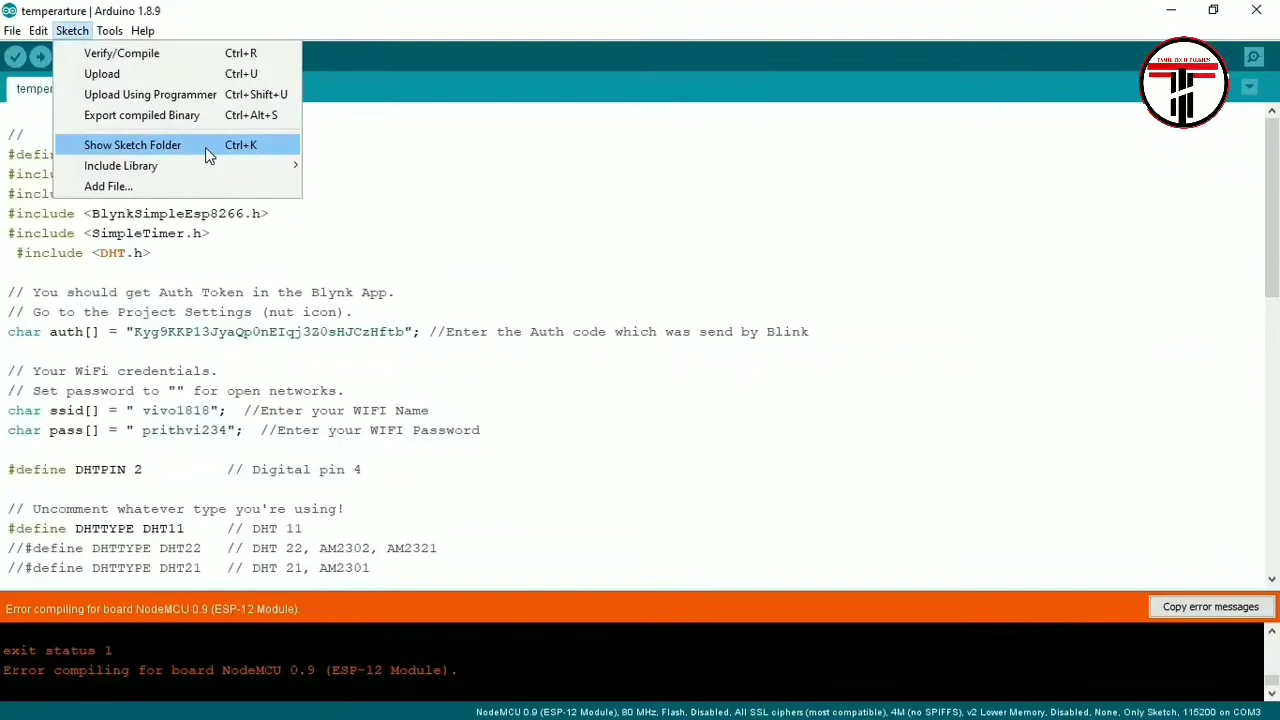 temperarture | Arduino 1.8.9
File Edit Sketch Tools Help
Verify/Compile Ctrl+R
Upload Ctrl+U
Upload Using Programmer Ctrl+Shift+U
Export compiled Binary Ctrl+Alt+S
Show Sketch Folder Ctrl+K
Include Library
Add File...
temper
//
#defin
#inclu
#inclu
#include <BlynkSimpleEsp8266.h>
#include <SimpleTimer.h>
#include <DHT.h>
// You should get Auth Token in the Blynk App.
// Go to the Project Settings (nut icon).
char auth[] = "Kyg9KKP13JyaQp0nEIqj3Z0sHJCzHftb"; //Enter the Auth code which was send by Blink
// Your WiFi credentials.
// Set password to "" for open networks.
char ssid[] = " vivo1818"; //Enter your WIFI Name
char pass[] = " prithvi234"; //Enter your WIFI Password
#define DHTPIN 2 // Digital pin 4
// Uncomment whatever type you're using!
#define DHTTYPE DHT11 // DHT 11
//#define DHTTYPE DHT22 // DHT 22, AM2302, AM2321
//#define DHTTYPE DHT21 // DHT 21, AM2301
Error compiling for board NodeMCU 0.9 (ESP-12 Module).
Copy error messages
exit status 1
Error compiling for board NodeMCU 0.9 (ESP-12 Module).
NodeMCU 0.9 (ESP-12 Module), 80 MHz, Flash, Disabled, All SSL ciphers (most compatible), 4M (no SPIFFS), v2 Lower Memory, Disabled, None, Only Sketch, 115200 on COM3